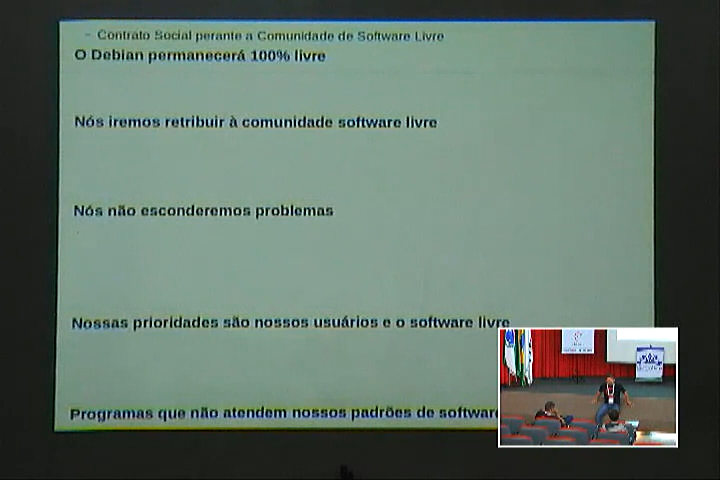 – Contrato Social perante a Comunidade de Software Livre
O Debian permanecerá 100% livre
Nós iremos retribuir à comunidade software livre
Nós não esconderemos problemas
Nossas prioridades são nossos usuários e o software livre
Programas que não atendem nossos padrões de software